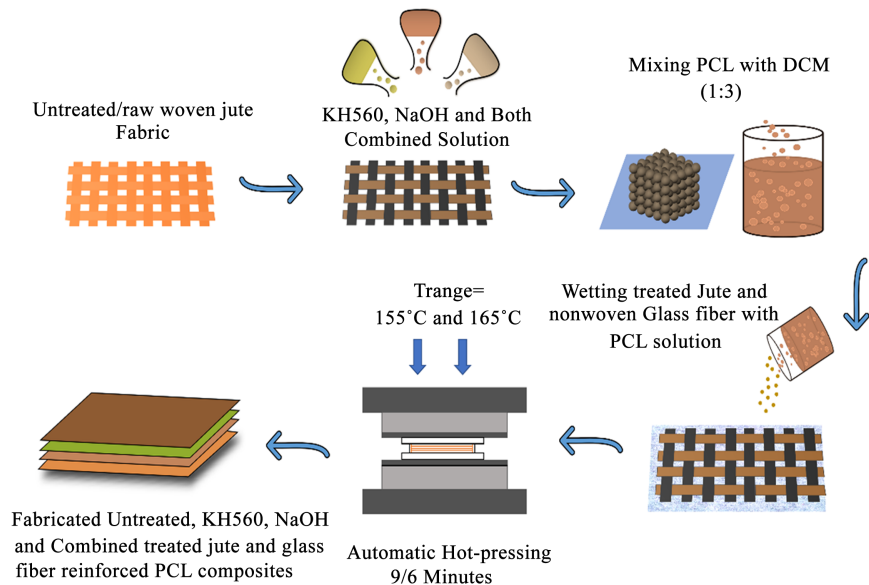 Untreated/raw woven jute
Fabric
KH560, NaOH and Both
Combined Solution
Mixing PCL with DCM
(1:3)
Wetting treated Jute and
nonwoven Glass fiber with
PCL solution
Trange=
155˚C and 165˚C
Automatic Hot-pressing
9/6 Minutes
Fabricated Untreated, KH560, NaOH
and Combined treated jute and glass
fiber reinforced PCL composites